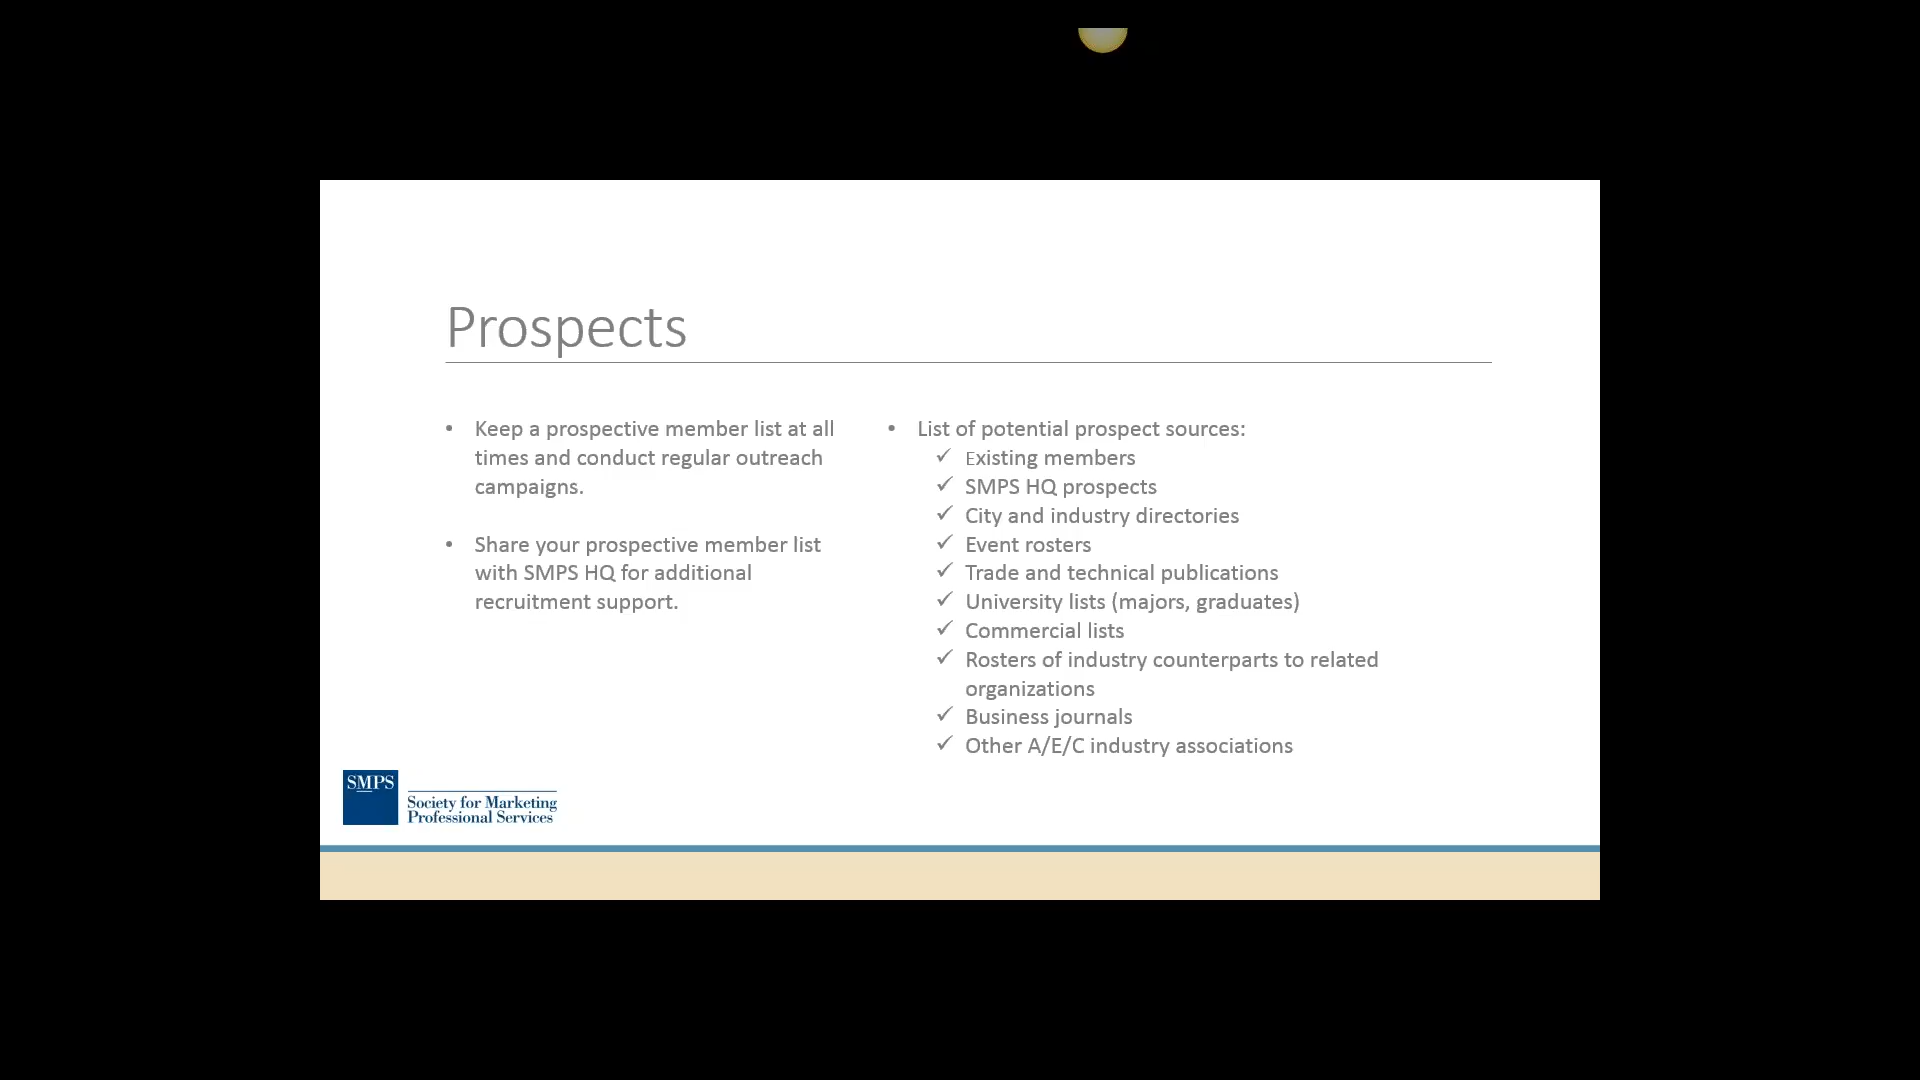 Prospects
• Keep a prospective member list at all
times and conduct regular outreach
campaigns.
• Share your prospective member list
with SMPS HQ for additional
recruitment support.
• List of potential prospect sources:
✓ Existing members
✓ SMPS HQ prospects
✓ City and industry directories
✓ Event rosters
✓ Trade and technical publications
✓ University lists (majors, graduates)
✓ Commercial lists
✓ Rosters of industry counterparts to related
organizations
✓ Business journals
✓ Other A/E/C industry associations
SMPS
Society for Marketing
Professional Services